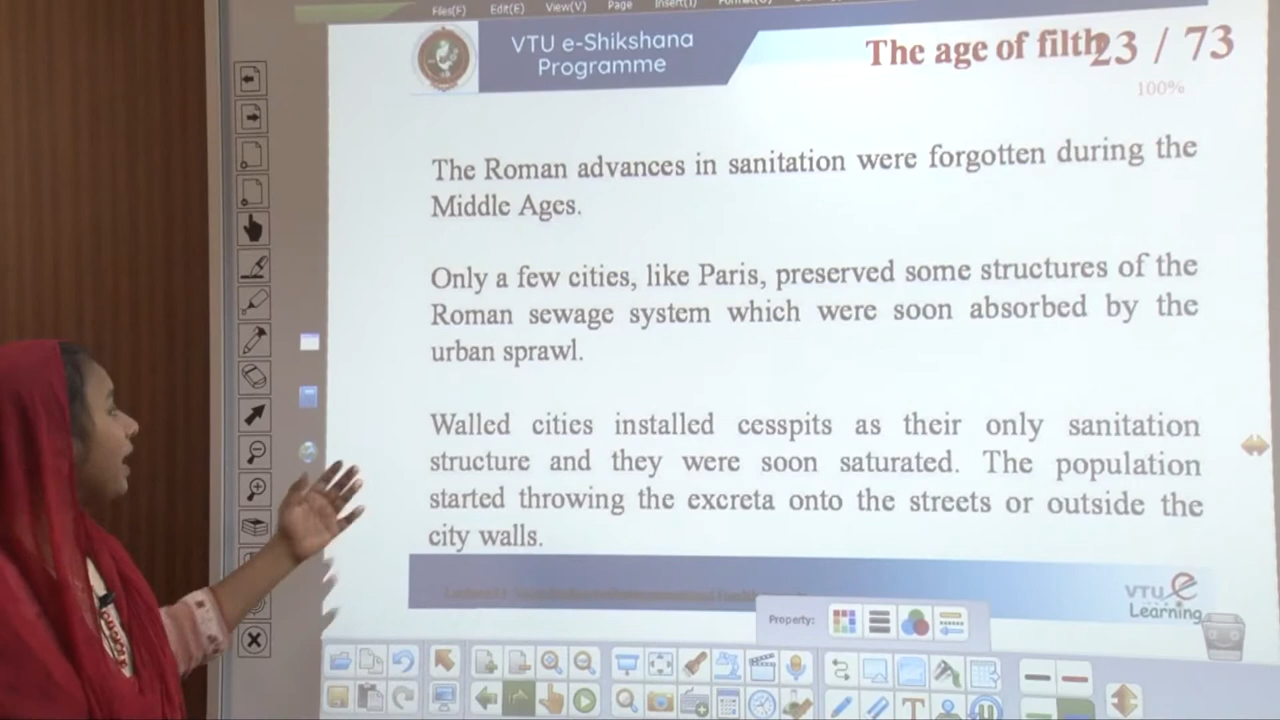 Files(F) Edit(E) View(V) Page Insert(I) Format(O)
VTU e-Shikshana
Programme
The age of filth
23 / 73
100%
The Roman advances in sanitation were forgotten during the
Middle Ages.
Only a few cities, like Paris, preserved some structures of the
Roman sewage system which were soon absorbed by the
urban sprawl.
Walled cities installed cesspits as their only sanitation
structure and they were soon saturated. The population
started throwing the excreta onto the streets or outside the
city walls.
VTU e
Learning
Property: